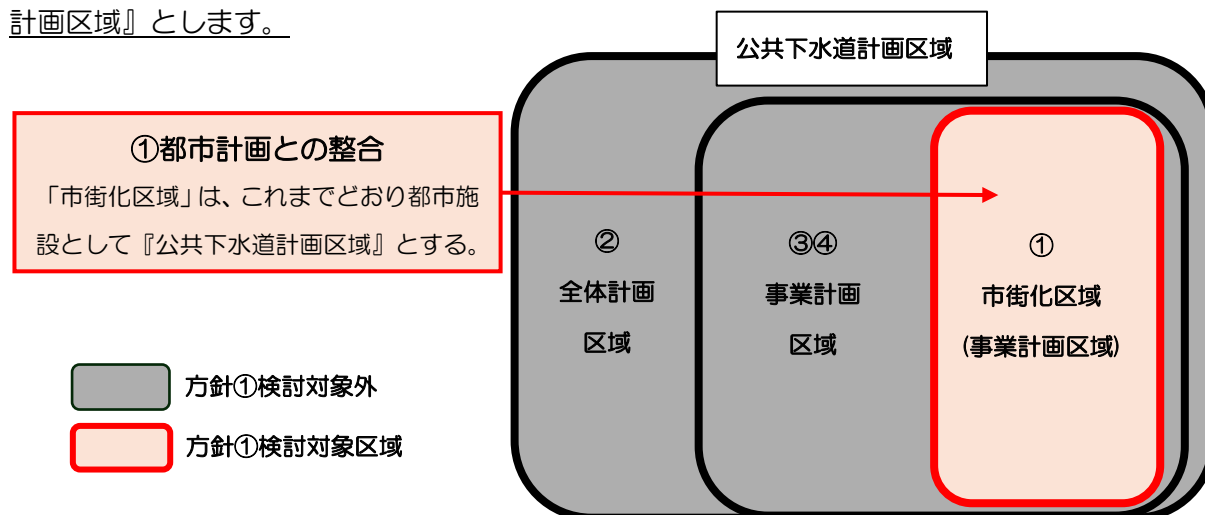 計画区域』とします。
公共下水道計画区域
①都市計画との整合
「市街化区域」は、これまでどおり都市施
設として『公共下水道計画区域』とする。
②
全体計画
区域
③④
事業計画
区域
①
市街化区域
(事業計画区域)
方針①検討対象外
方針①検討対象区域